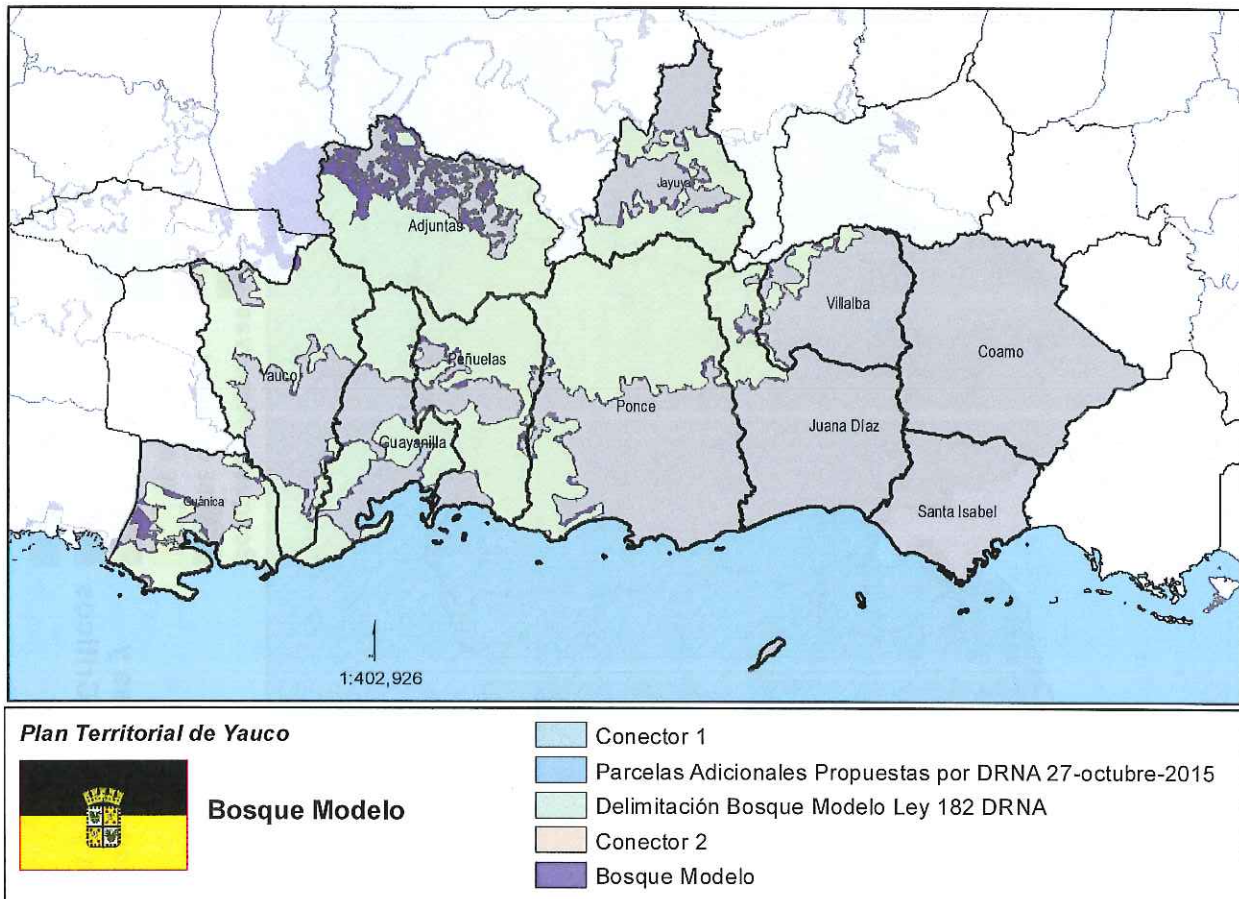 Jayuya
Adjuntas
Villalba
Coamo
Peñuelas
Yauco
Ponce
Juana Díaz
Guayanilla
Guánica
Santa Isabel
1:402,926
Plan Territorial de Yauco
Bosque Modelo
Conector 1
Parcelas Adicionales Propuestas por DRNA 27-octubre-2015
Delimitación Bosque Modelo Ley 182 DRNA
Conector 2
Bosque Modelo